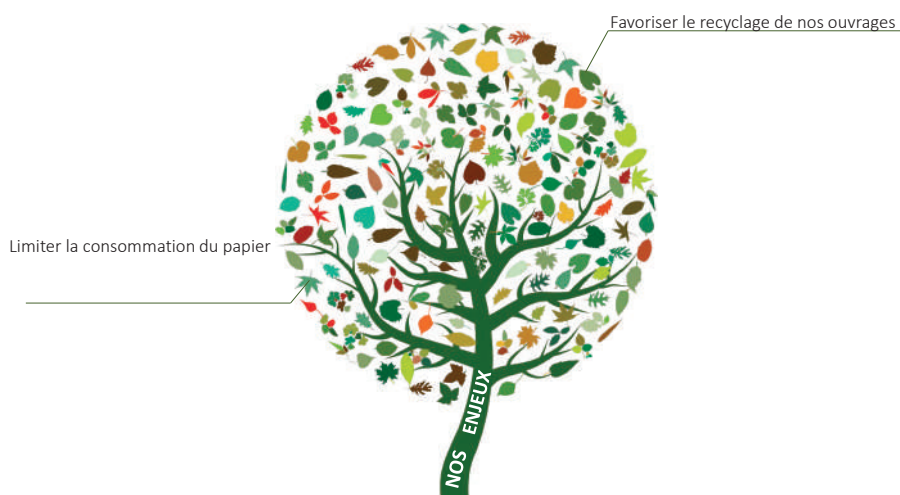 Favoriser le recyclage de nos ouvrages
Limiter la consommation du papier
NOS ENJEUX